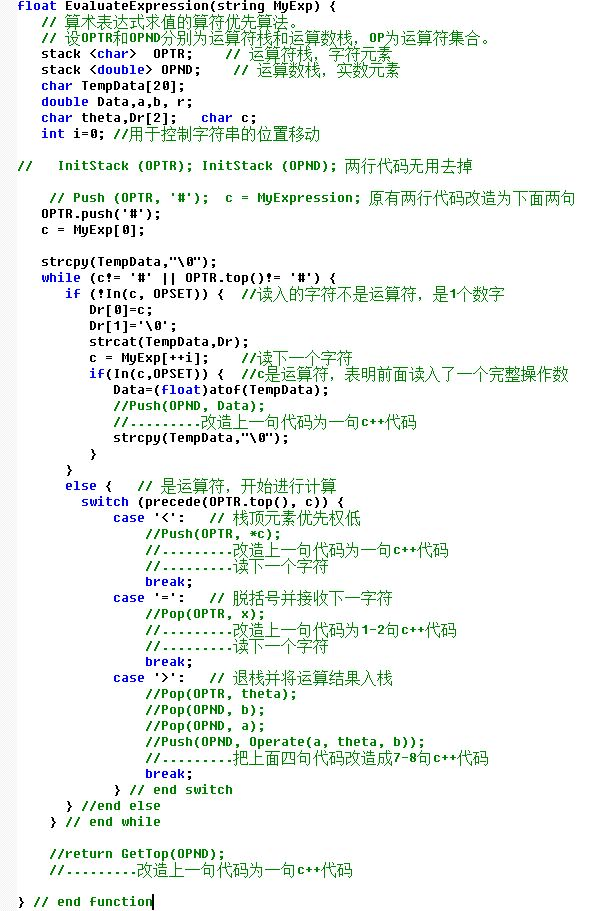 float EvaluateExpression(string MyExp) {
// 算术表达式求值的算符优先算法。
// 设OPTR和OPND分别为运算符栈和运算数栈，OP为运算符集合。
stack <char> OPTR; // 运算符栈，字符元素
stack <double> OPND; // 运算数栈，实数元素
char TempData[20];
double Data,a,b, r;
char theta,Dr[2]; char c;
int i=0; //用于控制字符串的位置移动
// InitStack (OPTR); InitStack (OPND); 两行代码无用去掉
// Push (OPTR, '#'); c = MyExpression; 原有两行代码改造为下面两句
OPTR.push('#');
c = MyExp[0];
strcpy(TempData,"\0");
while (c!= '#' || OPTR.top()!= '#') {
if (!In(c, OPSET)) { //读入的字符不是运算符，是1个数字
Dr[0]=c;
Dr[1]='\0';
strcat(TempData,Dr);
c = MyExp[++i]; //读下一个字符
if(In(c,OPSET)) { //c是运算符，表明前面读入了一个完整操作数
Data=(float)atof(TempData);
//Push(OPND, Data);
//.........改造上一句代码为一句c++代码
strcpy(TempData,"\0");
}
}
else { // 是运算符，开始进行计算
switch (precede(OPTR.top(), c)) {
case '<': // 栈顶元素优先权低
//Push(OPTR, *c);
//.........改造上一句代码为一句c++代码
//.........读下一个字符
break;
case '=': // 脱括号并接收下一字符
//Pop(OPTR, x);
//.........改造上一句代码为1-2句c++代码
//.........读下一个字符
break;
case '>': // 退栈并将运算结果入栈
//Pop(OPTR, theta);
//Pop(OPND, b);
//Pop(OPND, a);
//Push(OPND, Operate(a, theta, b));
//.........把上面四句代码改造成7-8句c++代码
break;
} // end switch
} //end else
} // end while
//return GetTop(OPND);
//.........改造上一句代码为一句c++代码
} // end function